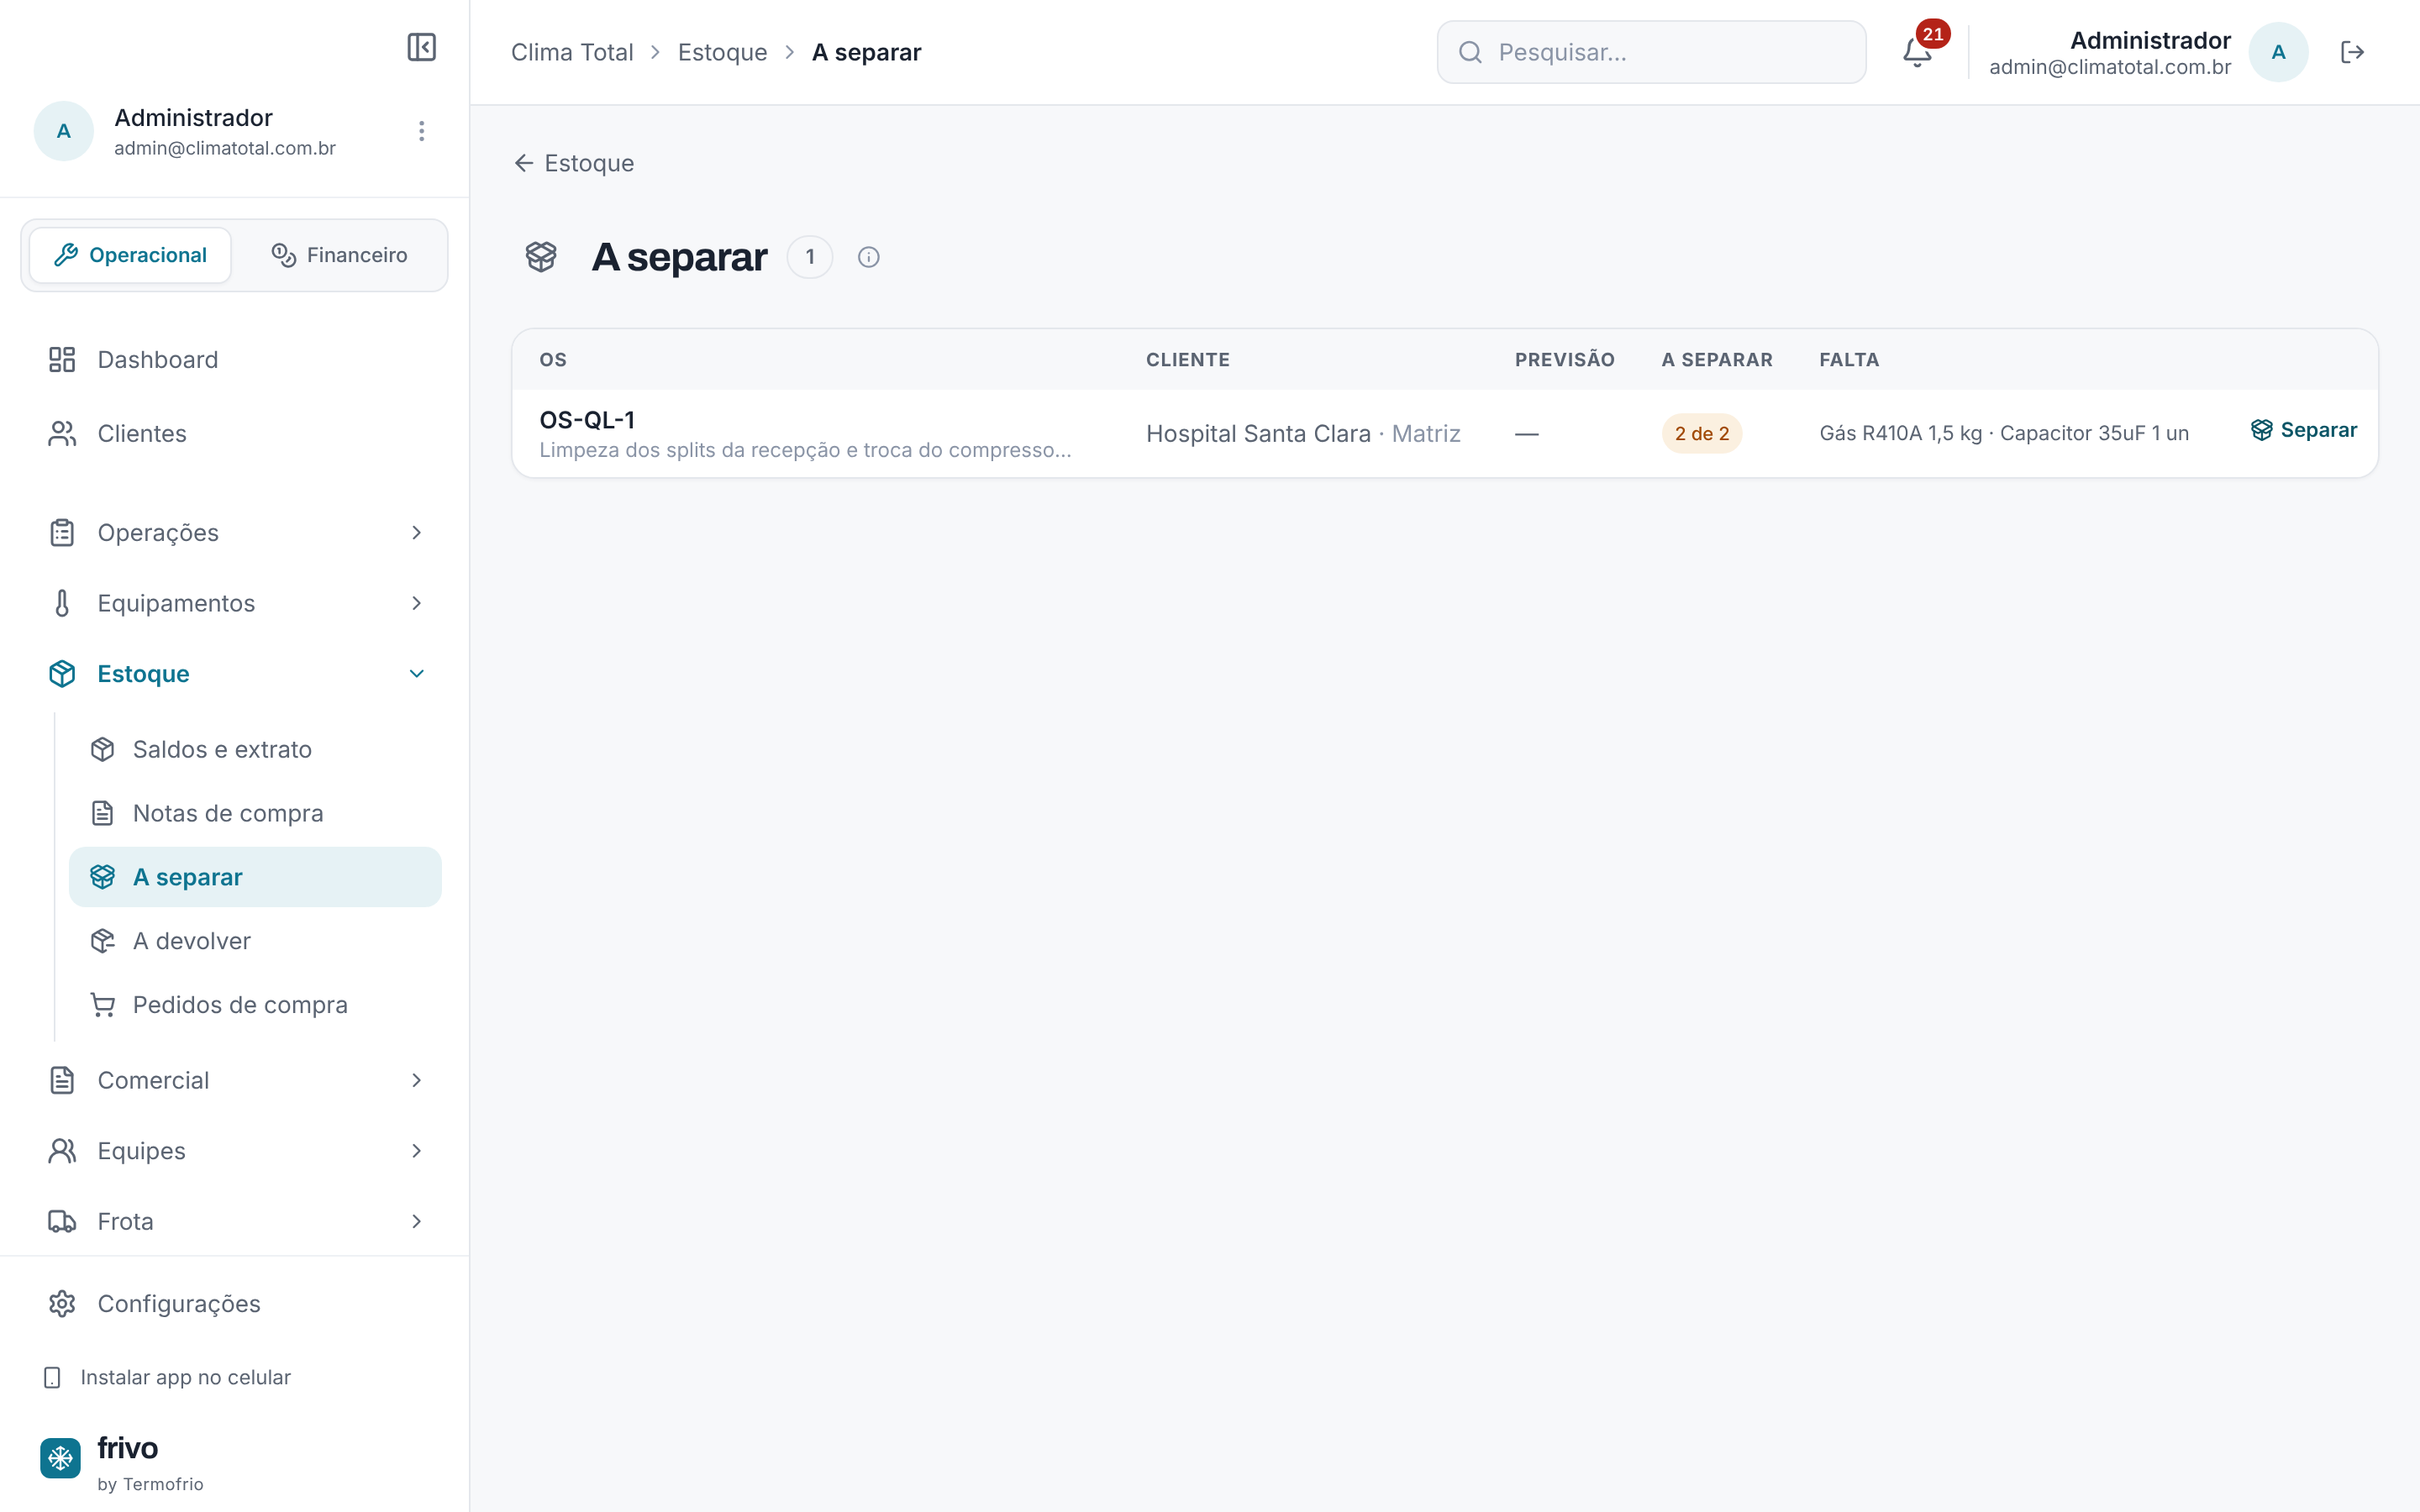 A
Administrador
admin@climatotal.com.br
Operacional
Financeiro
Dashboard
Clientes
Operações
Equipamentos
Estoque
Saldos e extrato
Notas de compra
A separar
A devolver
Pedidos de compra
Comercial
Equipes
Frota
Configurações
Instalar app no celular
frivo
by Termofrio
Clima Total > Estoque > A separar
Pesquisar...
21
Administrador
admin@climatotal.com.br
A
← Estoque
A separar 1
OS CLIENTE PREVISÃO A SEPARAR FALTA
OS-QL-1
Limpeza dos splits da recepção e troca do compresso...
Hospital Santa Clara · Matriz
—
2 de 2
Gás R410A 1,5 kg · Capacitor 35uF 1 un
Separar